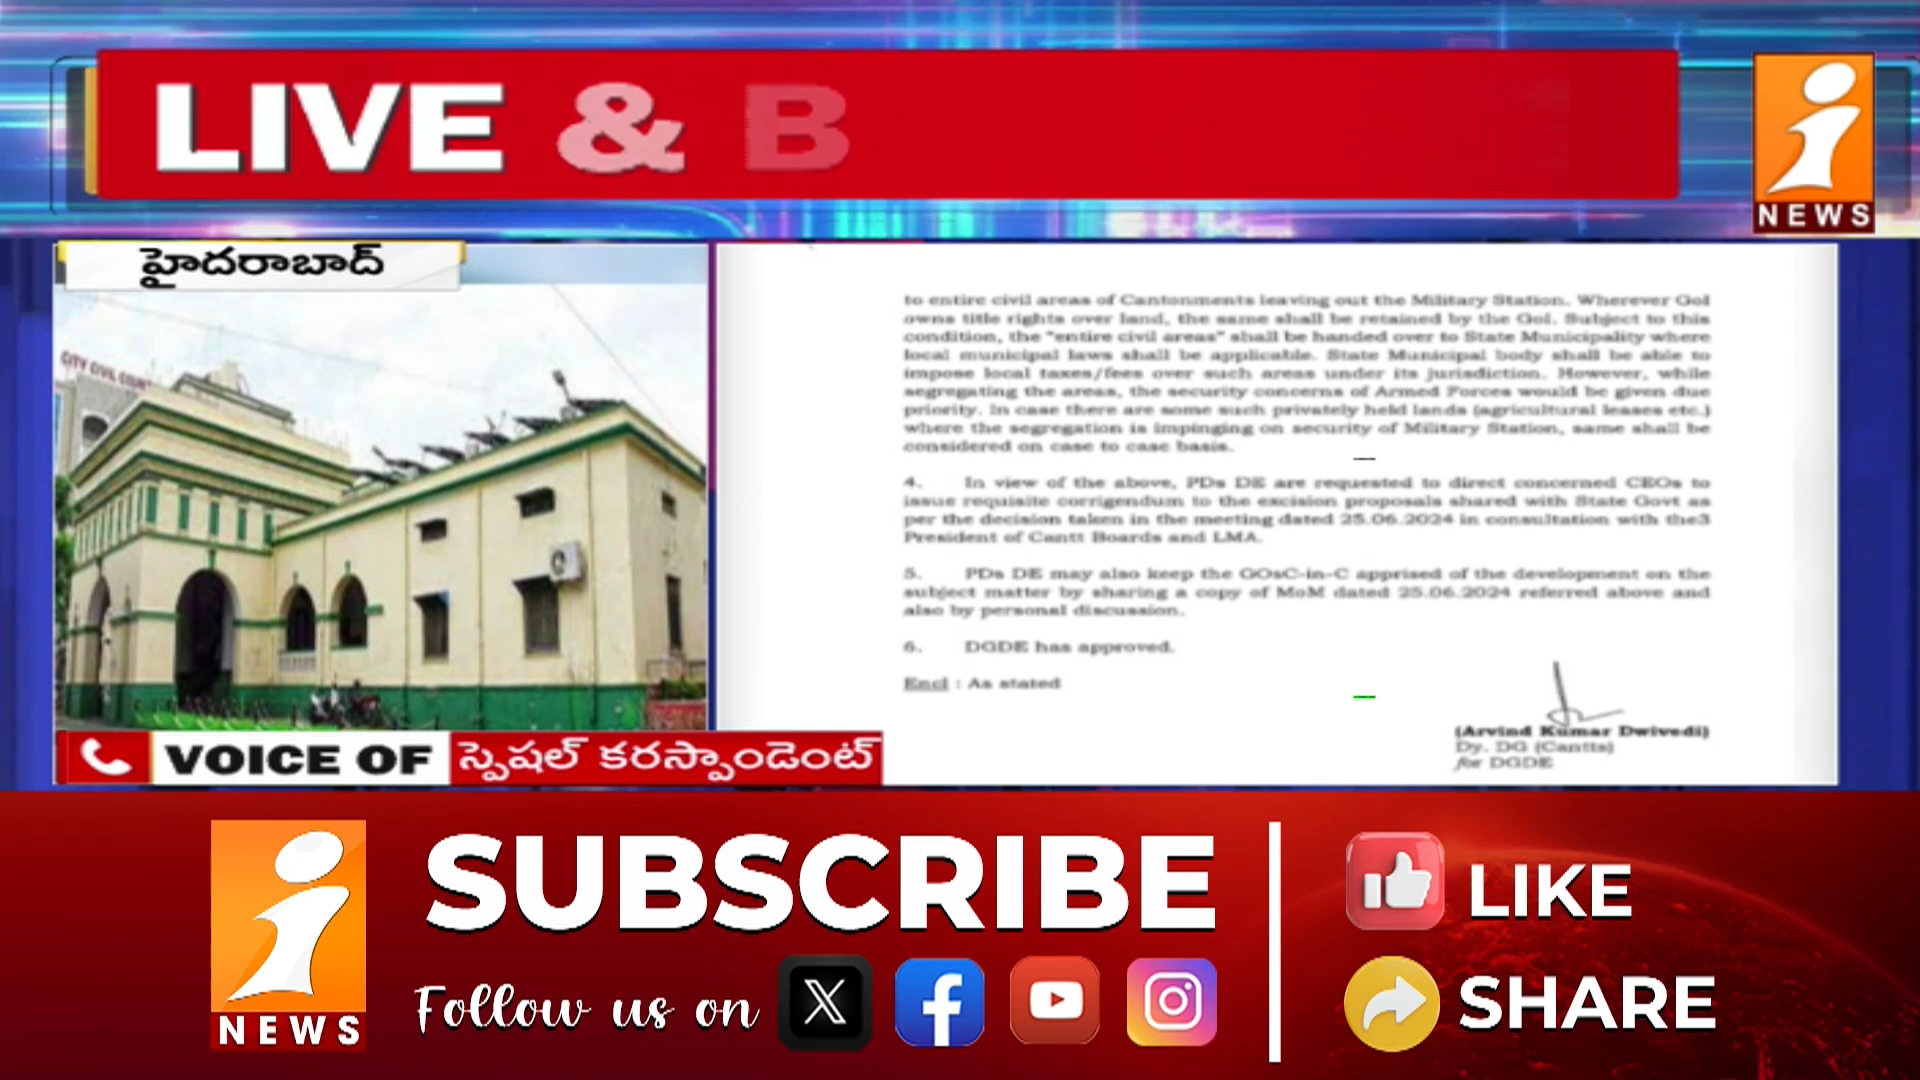 LIVE & B
NEWS
హైదరాబాద్
CITY CIVIL COURT
to entire civil areas of Cantonments leaving out the Military Station. Wherever GoI
owns title rights over land, the same shall be retained by the GoI. Subject to this
condition, the "entire civil areas" shall be handed over to State Municipality where
local municipal laws shall be applicable. State Municipal body shall be able to
impose local taxes/fees over such areas under its jurisdiction. However, while
segregating the areas, the security concerns of Armed Forces would be given due
priority. In case there are some such privately held lands (agricultural leases etc.)
where the segregation is impinging on security of Military Station, same shall be
considered on case to case basis.
4. In view of the above, PDs DE are requested to direct concerned CEOs to
issue requisite corrigendum to the excision proposals shared with State Govt as
per the decision taken in the meeting dated 25.06.2024 in consultation with the3
President of Cantt Boards and LMA.
5. PDs DE may also keep the GOsC-in-C apprised of the development on the
subject matter by sharing a copy of MoM dated 25.06.2024 referred above and
also by personal discussion.
6. DGDE has approved.
Encl : As stated
(Arvind Kumar Dwivedi)
Dy. DG (Cantts)
for DGDE
VOICE OF స్పెషల్ కరస్పాండెంట్
NEWS
SUBSCRIBE
Follow us on
LIKE
SHARE